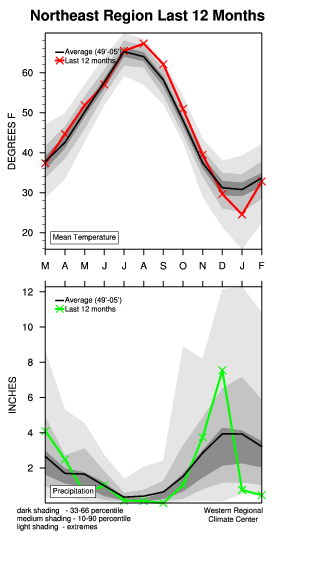 Northeast Region Last 12 Months
Average (49'-05')
Last 12 months
DEGREES F
60
50
40
30
20
Mean Temperature
M A M J J A S O N D J F
12
10
8
6
4
2
INCHES
Average (49'-05')
Last 12 months
Precipitation
dark shading - 33-66 percentile
medium shading - 10-90 percentile
light shading - extremes
Western Regional
Climate Center